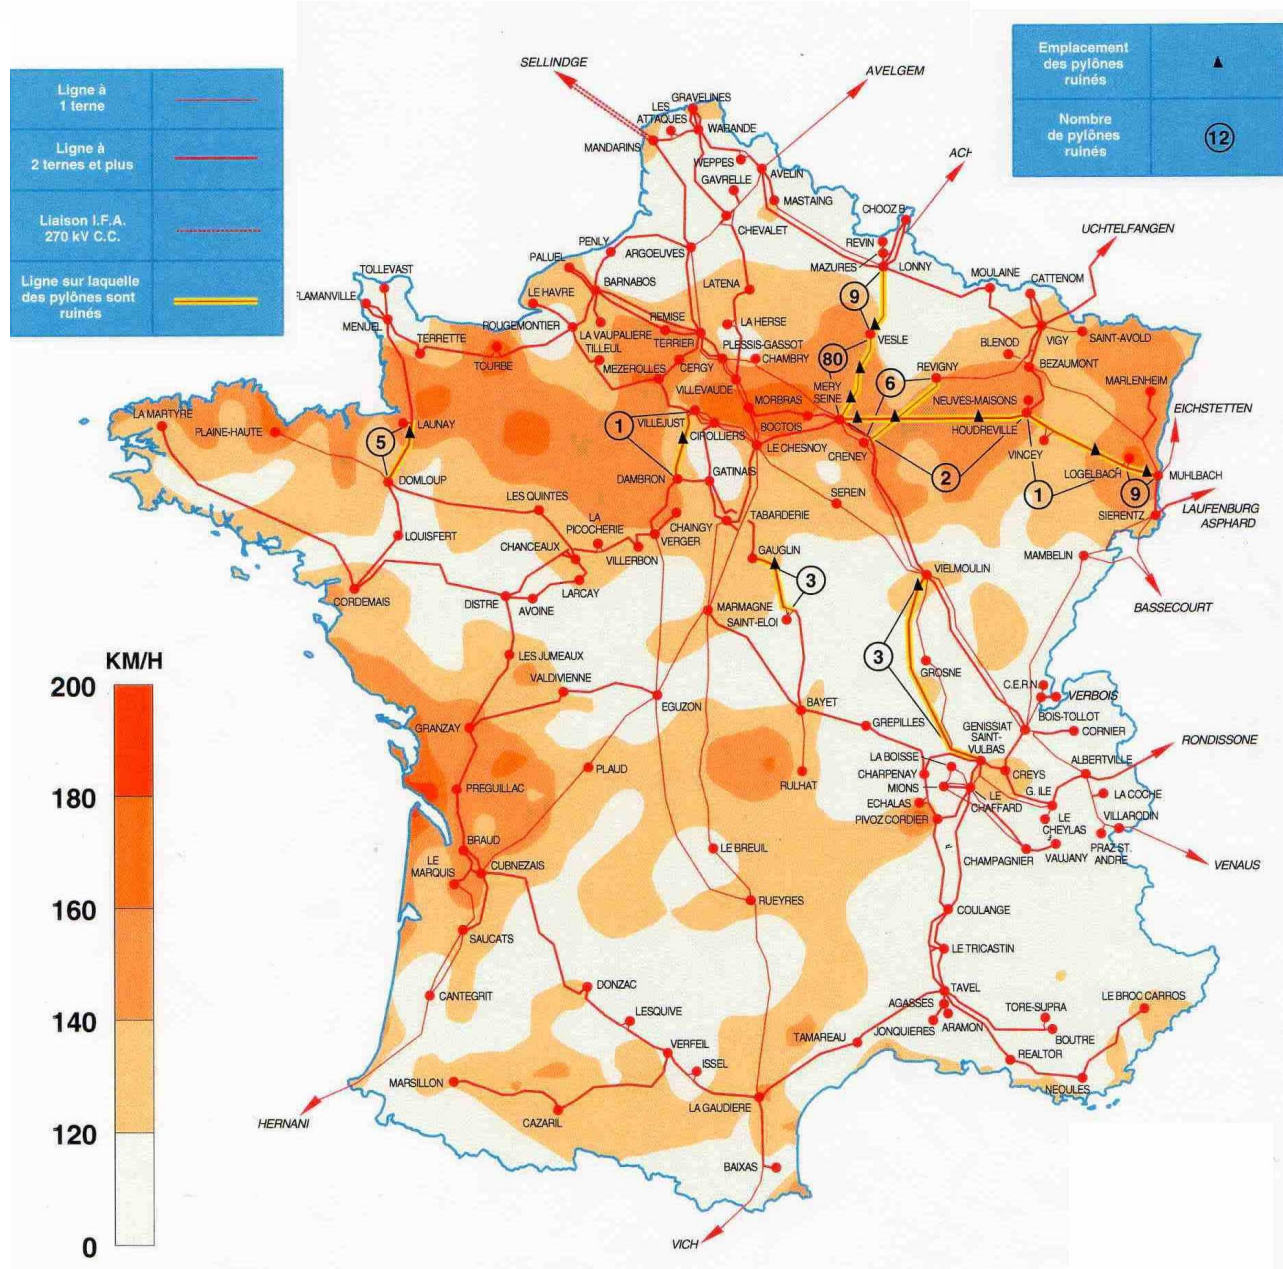 Ligne à
1 terne
Ligne à
2 ternes et plus
Liaison I.F.A.
270 kV C.C.
Ligne sur laquelle
des pylônes sont
ruinés
Emplacement
des pylônes
ruinés
Nombre
de pylônes
ruinés
12
SELLINDGE
AVELGEM
ACH
UCHTELFANGEN
EICHSTETTEN
LAUFENBURG
ASPHARD
BASSECOURT
VERBOIS
RONDISSONE
VENAUS
VICH
HERNANI
GRAVELINES
LES
ATTAQUES
WARANDE
MANDARINS
WEPPES
AVELIN
GAVRELLE
MASTAING
CHEVALET
CHOOZ B
REVIN
MAZURES
LONNY
MOULAINE
CATTENOM
PENLY
ARGOEUVES
PALUEL
BARNABOS
LATENA
LE HAVRE
TOLLEVAST
FLAMANVILLE
MENUEL
TERRETTE
ROUGEMONTIER
LA VAUPALIERE
TILLEUL
REMISE
TERRIER
LA HERSE
PLESSIS-GASSOT
CHAMBRY
TOURBE
MEZEROLLES
CERGY
VILLEVAUDE
MORBRAS
9
VESLE
80
6
REVIGNY
BLENOD
VIGY
SAINT-AVOLD
BEZAUMONT
MARLENHEIM
MERY
SEINE
NEUVES-MAISONS
HOUDREVILLE
LA MARTYRE
PLAINE-HAUTE
LAUNAY
5
DOMLOUP
1
VILLEJUST
CIROLLIERS
BOCTOIS
LE CHESNOY
CRENEY
VINCEY
LOGELBACH
MUHLBACH
2
1
9
SIERENTZ
DAMBRON
GATINAIS
LES QUINTES
SEREIN
LA
PICOCHERIE
CHAINGY
VERGER
TABARDERIE
LOUISFERT
CHANCEAUX
VILLERBON
GAUGLIN
3
MAMBELIN
VIELMOULIN
CORDEMAIS
DISTRE
AVOINE
LARCAY
MARMAGNE
SAINT-ELOI
3
KM/H
200
180
160
140
120
0
LES JUMEAUX
VALDIVIENNE
GROSNE
C.E.R.N.
EGUZON
BAYET
GREPILLES
GENISSIAT
SAINT-
VULBAS
BOIS-TOLLOT
CORNIER
GRANZAY
LA BOISSE
CHARPENAY
MIONS
CREYS
ALBERTVILLE
PLAUD
RULHAT
G. ILE
LA COCHE
PREGUILLAC
ECHALAS
PIVOZ CORDIER
LE
CHAFFARD
LE
CHEYLAS
VILLARODIN
BRAUD
LE
MARQUIS
CUBNEZAIS
LE BREUIL
CHAMPAGNIER
VAUJANY
PRAZ ST.
ANDRE
RUEYRES
COULANGE
SAUCATS
LE TRICASTIN
CANTEGRIT
DONZAC
TAVEL
AGASSES
TORE-SUPRA
LE BROC CARROS
LESQUIVE
ARAMON
JONQUIERES
BOUTRE
VERFEIL
TAMAREAU
REALTOR
ISSEL
MARSILLON
NEOULES
LA GAUDIERE
CAZARIL
BAIXAS